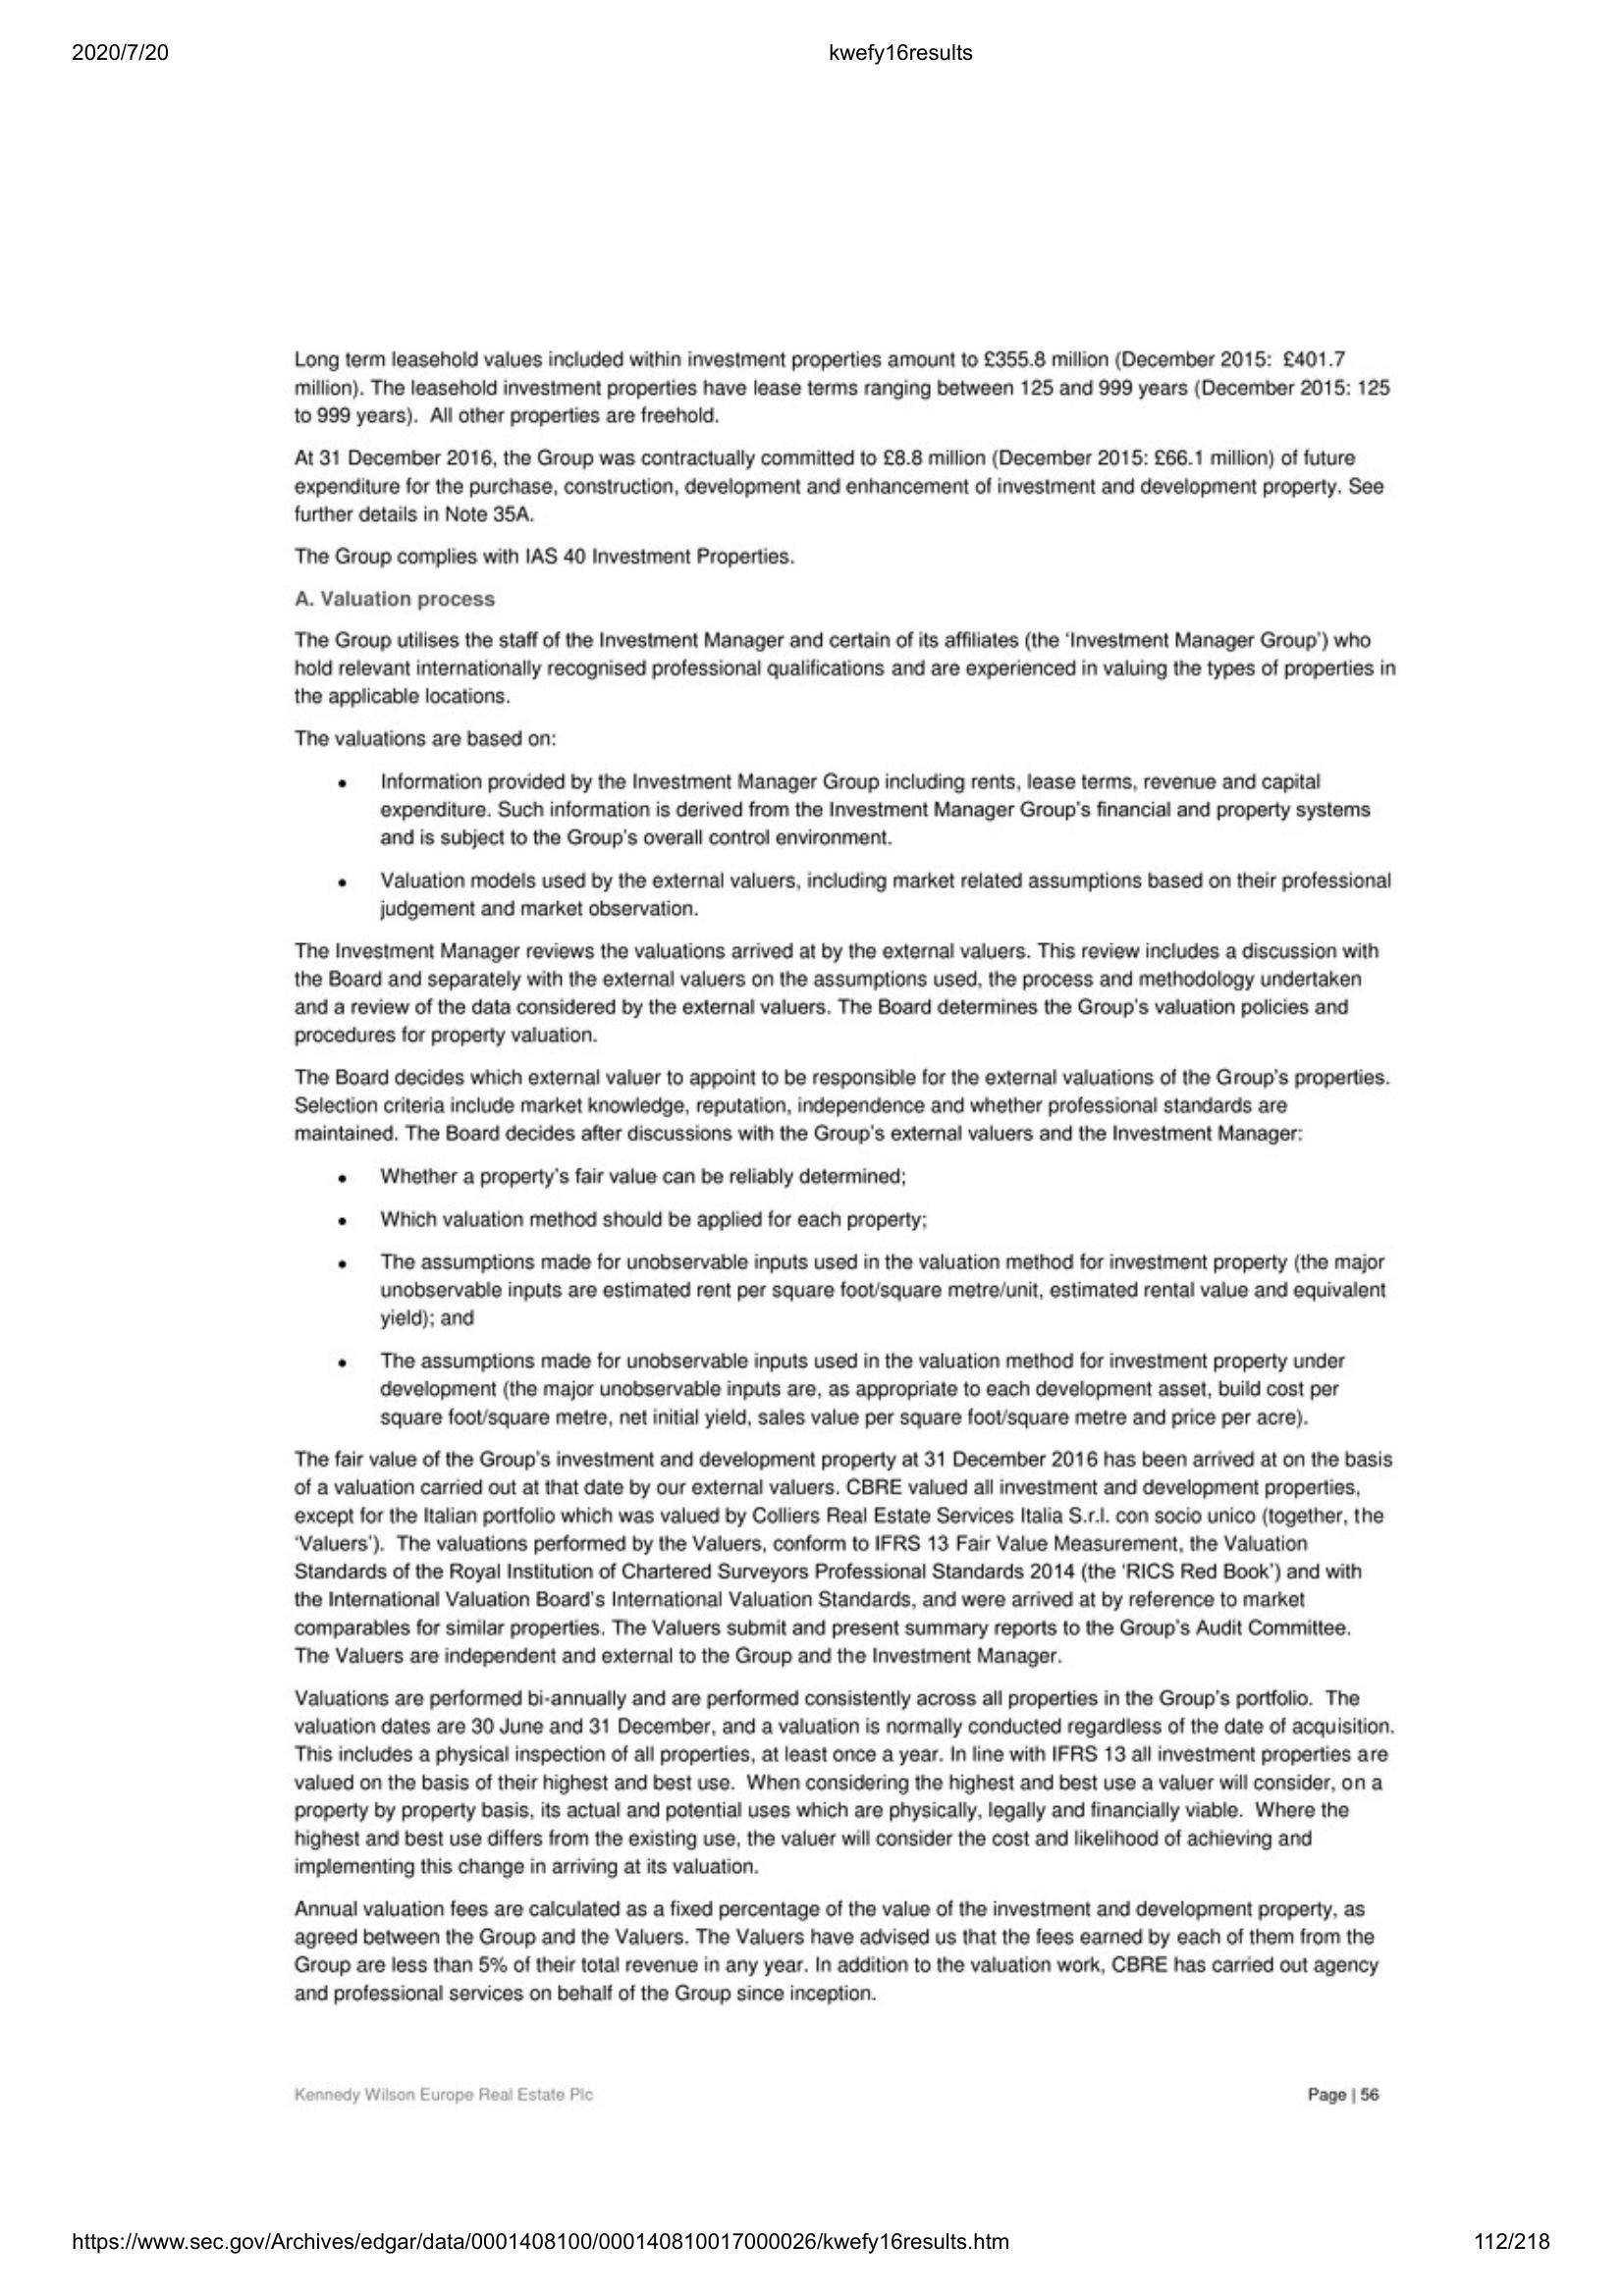 2020/7/20 kwefy16results
Long term leasehold values included within investment properties amount to £355.8 million (December 2015:  £401.7
million). The leasehold investment properties have lease terms ranging between 125 and 999 years (December 2015: 125
to 999 years).  All other properties are freehold.
At 31 December 2016, the Group was contractually committed to £8.8 million (December 2015: £66.1 million) of future
expenditure for the purchase, construction, development and enhancement of investment and development property. See
further details in Note 35A.
The Group complies with IAS 40 Investment Properties.
A. Valuation process
The Group utilises the staff of the Investment Manager and certain of its affiliates (the ‘Investment Manager Group’) who
hold relevant internationally recognised professional qualifications and are experienced in valuing the types of properties in
the applicable locations.
The valuations are based on:
• Information provided by the Investment Manager Group including rents, lease terms, revenue and capital
expenditure. Such information is derived from the Investment Manager Group’s financial and property systems
and is subject to the Group’s overall control environment.
• Valuation models used by the external valuers, including market related assumptions based on their professional
judgement and market observation.
The Investment Manager reviews the valuations arrived at by the external valuers. This review includes a discussion with
the Board and separately with the external valuers on the assumptions used, the process and methodology undertaken
and a review of the data considered by the external valuers. The Board determines the Group’s valuation policies and
procedures for property valuation.
The Board decides which external valuer to appoint to be responsible for the external valuations of the Group’s properties.
Selection criteria include market knowledge, reputation, independence and whether professional standards are
maintained. The Board decides after discussions with the Group’s external valuers and the Investment Manager:
• Whether a property’s fair value can be reliably determined;
• Which valuation method should be applied for each property;
• The assumptions made for unobservable inputs used in the valuation method for investment property (the major
unobservable inputs are estimated rent per square foot/square metre/unit, estimated rental value and equivalent
yield); and
• The assumptions made for unobservable inputs used in the valuation method for investment property under
development (the major unobservable inputs are, as appropriate to each development asset, build cost per
square foot/square metre, net initial yield, sales value per square foot/square metre and price per acre).
The fair value of the Group’s investment and development property at 31 December 2016 has been arrived at on the basis
of a valuation carried out at that date by our external valuers. CBRE valued all investment and development properties,
except for the Italian portfolio which was valued by Colliers Real Estate Services Italia S.r.l. con socio unico (together, the
‘Valuers’).  The valuations performed by the Valuers, conform to IFRS 13 Fair Value Measurement, the Valuation
Standards of the Royal Institution of Chartered Surveyors Professional Standards 2014 (the ‘RICS Red Book’) and with
the International Valuation Board’s International Valuation Standards, and were arrived at by reference to market
comparables for similar properties. The Valuers submit and present summary reports to the Group’s Audit Committee.
The Valuers are independent and external to the Group and the Investment Manager.
Valuations are performed bi-annually and are performed consistently across all properties in the Group’s portfolio.  The
valuation dates are 30 June and 31 December, and a valuation is normally conducted regardless of the date of acquisition.
This includes a physical inspection of all properties, at least once a year. In line with IFRS 13 all investment properties are
valued on the basis of their highest and best use.  When considering the highest and best use a valuer will consider, on a
property by property basis, its actual and potential uses which are physically, legally and financially viable.  Where the
highest and best use differs from the existing use, the valuer will consider the cost and likelihood of achieving and
implementing this change in arriving at its valuation.
Annual valuation fees are calculated as a fixed percentage of the value of the investment and development property, as
agreed between the Group and the Valuers. The Valuers have advised us that the fees earned by each of them from the
Group are less than 5% of their total revenue in any year. In addition to the valuation work, CBRE has carried out agency
and professional services on behalf of the Group since inception.
Kennedy Wilson Europe Real Estate Plc Page | 56
https://www.sec.gov/Archives/edgar/data/0001408100/000140810017000026/kwefy16results.htm 112/218